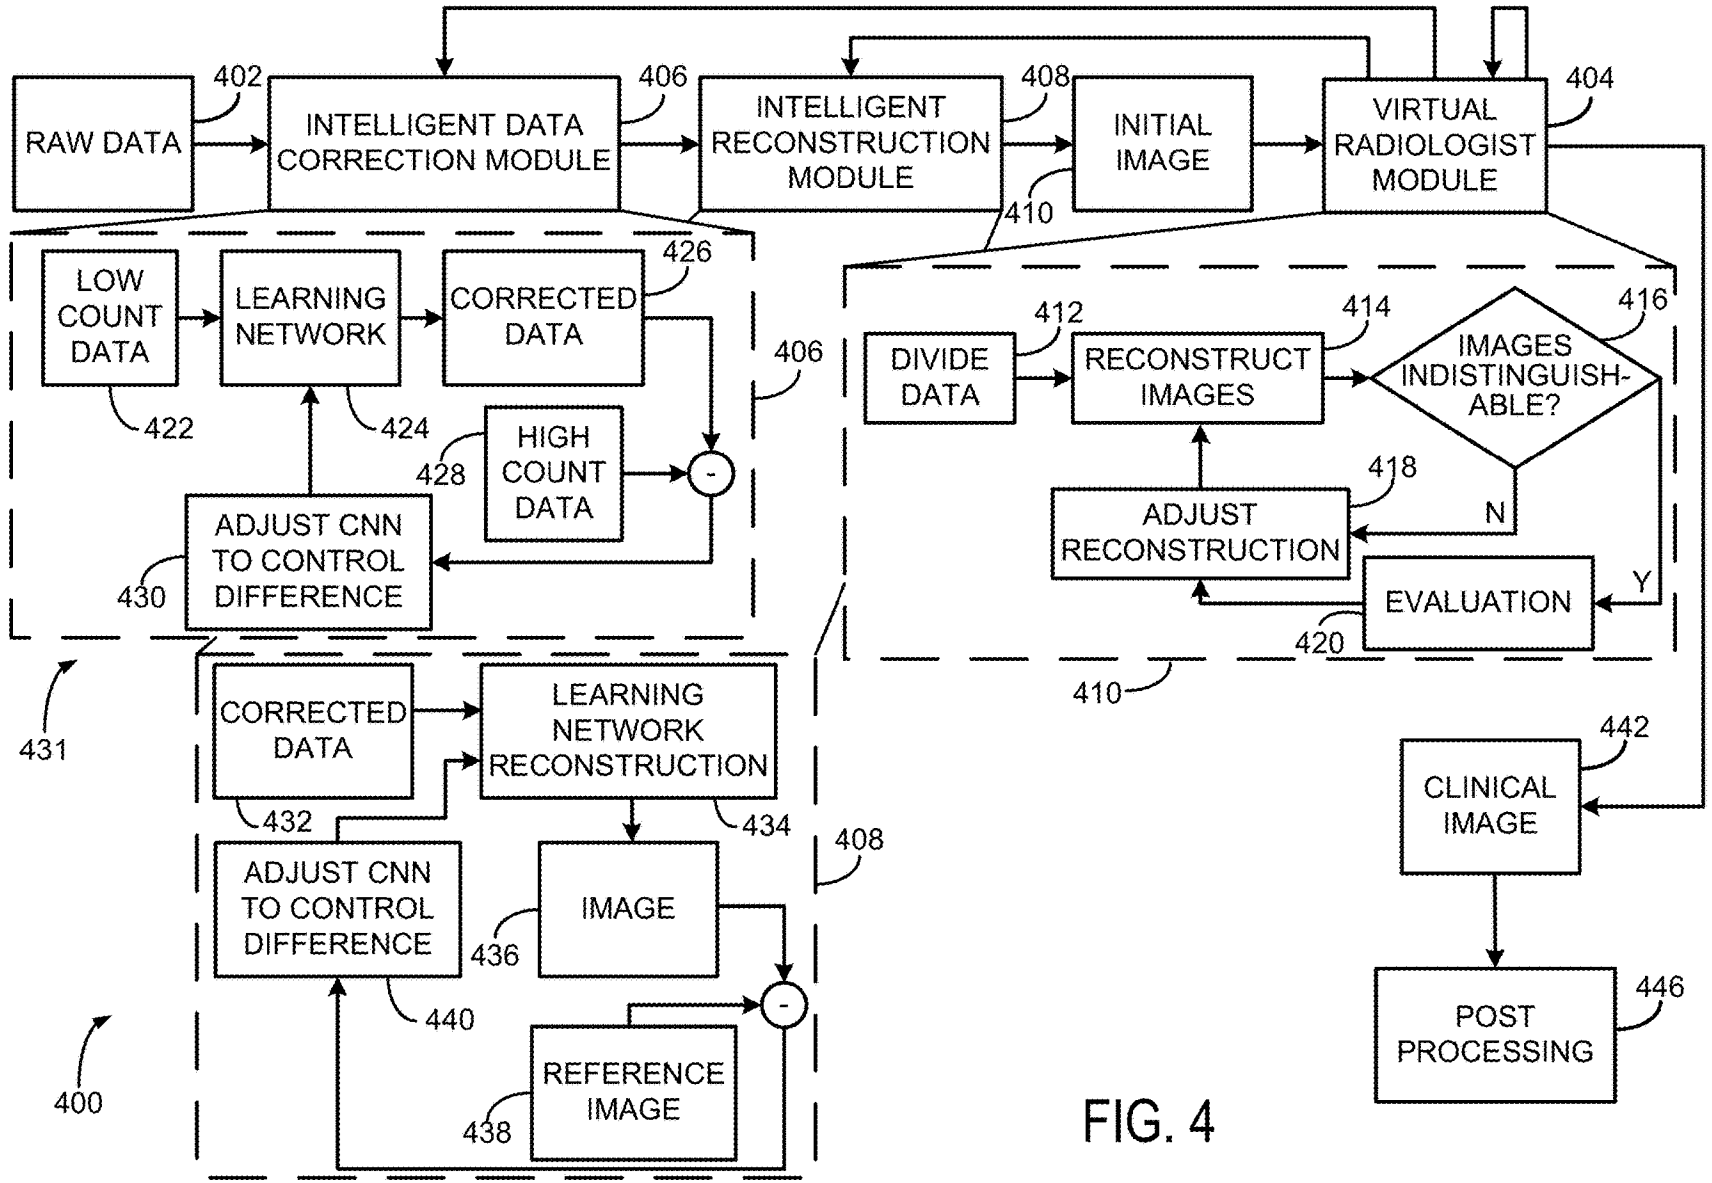 402
RAW DATA
INTELLIGENT DATA
CORRECTION MODULE
406
INTELLIGENT
RECONSTRUCTION
MODULE
408
INITIAL
IMAGE
410
VIRTUAL
RADIOLOGIST
MODULE
404
LOW
COUNT
DATA
422
LEARNING
NETWORK
424
CORRECTED
DATA
426
HIGH
COUNT
DATA
428
-
ADJUST CNN
TO CONTROL
DIFFERENCE
430
406
431
DIVIDE
DATA
412
RECONSTRUCT
IMAGES
414
IMAGES
INDISTINGUISH-
ABLE?
416
N
Y
ADJUST
RECONSTRUCTION
418
EVALUATION
420
410
CORRECTED
DATA
432
LEARNING
NETWORK
RECONSTRUCTION
434
ADJUST CNN
TO CONTROL
DIFFERENCE
440
IMAGE
436
-
REFERENCE
IMAGE
438
408
400
CLINICAL
IMAGE
442
POST
PROCESSING
446
FIG. 4